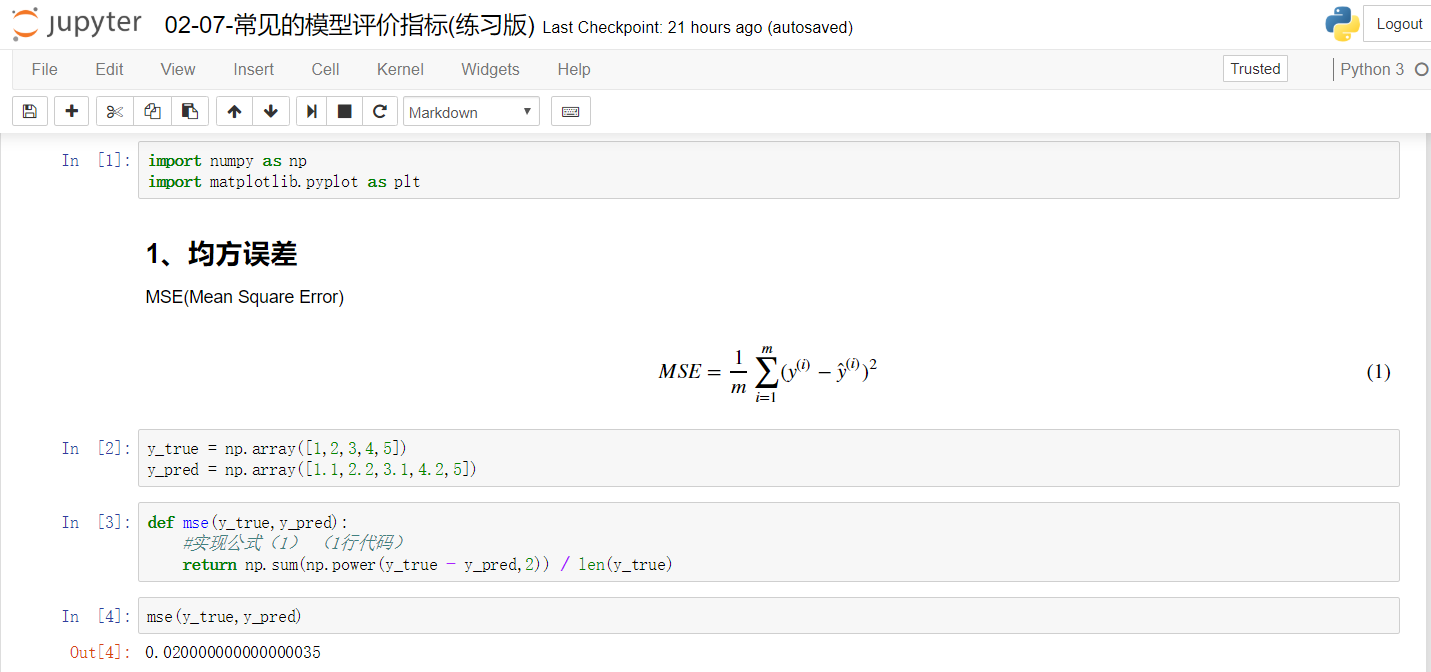 jupyter 02-07-常见的模型评价指标(练习版) Last Checkpoint: 21 hours ago (autosaved) Logout
File Edit View Insert Cell Kernel Widgets Help Trusted Python 3
Markdown
In [1]: import numpy as np
import matplotlib.pyplot as plt
1、均方误差
MSE(Mean Square Error)
MSE = \frac{1}{m} \sum_{i=1}^{m} (y^{(i)} − ŷ^{(i)})^2 (1)
In [2]: y_true = np.array([1,2,3,4,5])
y_pred = np.array([1.1,2.2,3.1,4.2,5])
In [3]: def mse(y_true,y_pred):
#实现公式（1）（1行代码）
return np.sum(np.power(y_true - y_pred,2)) / len(y_true)
In [4]: mse(y_true,y_pred)
Out[4]: 0.020000000000000035